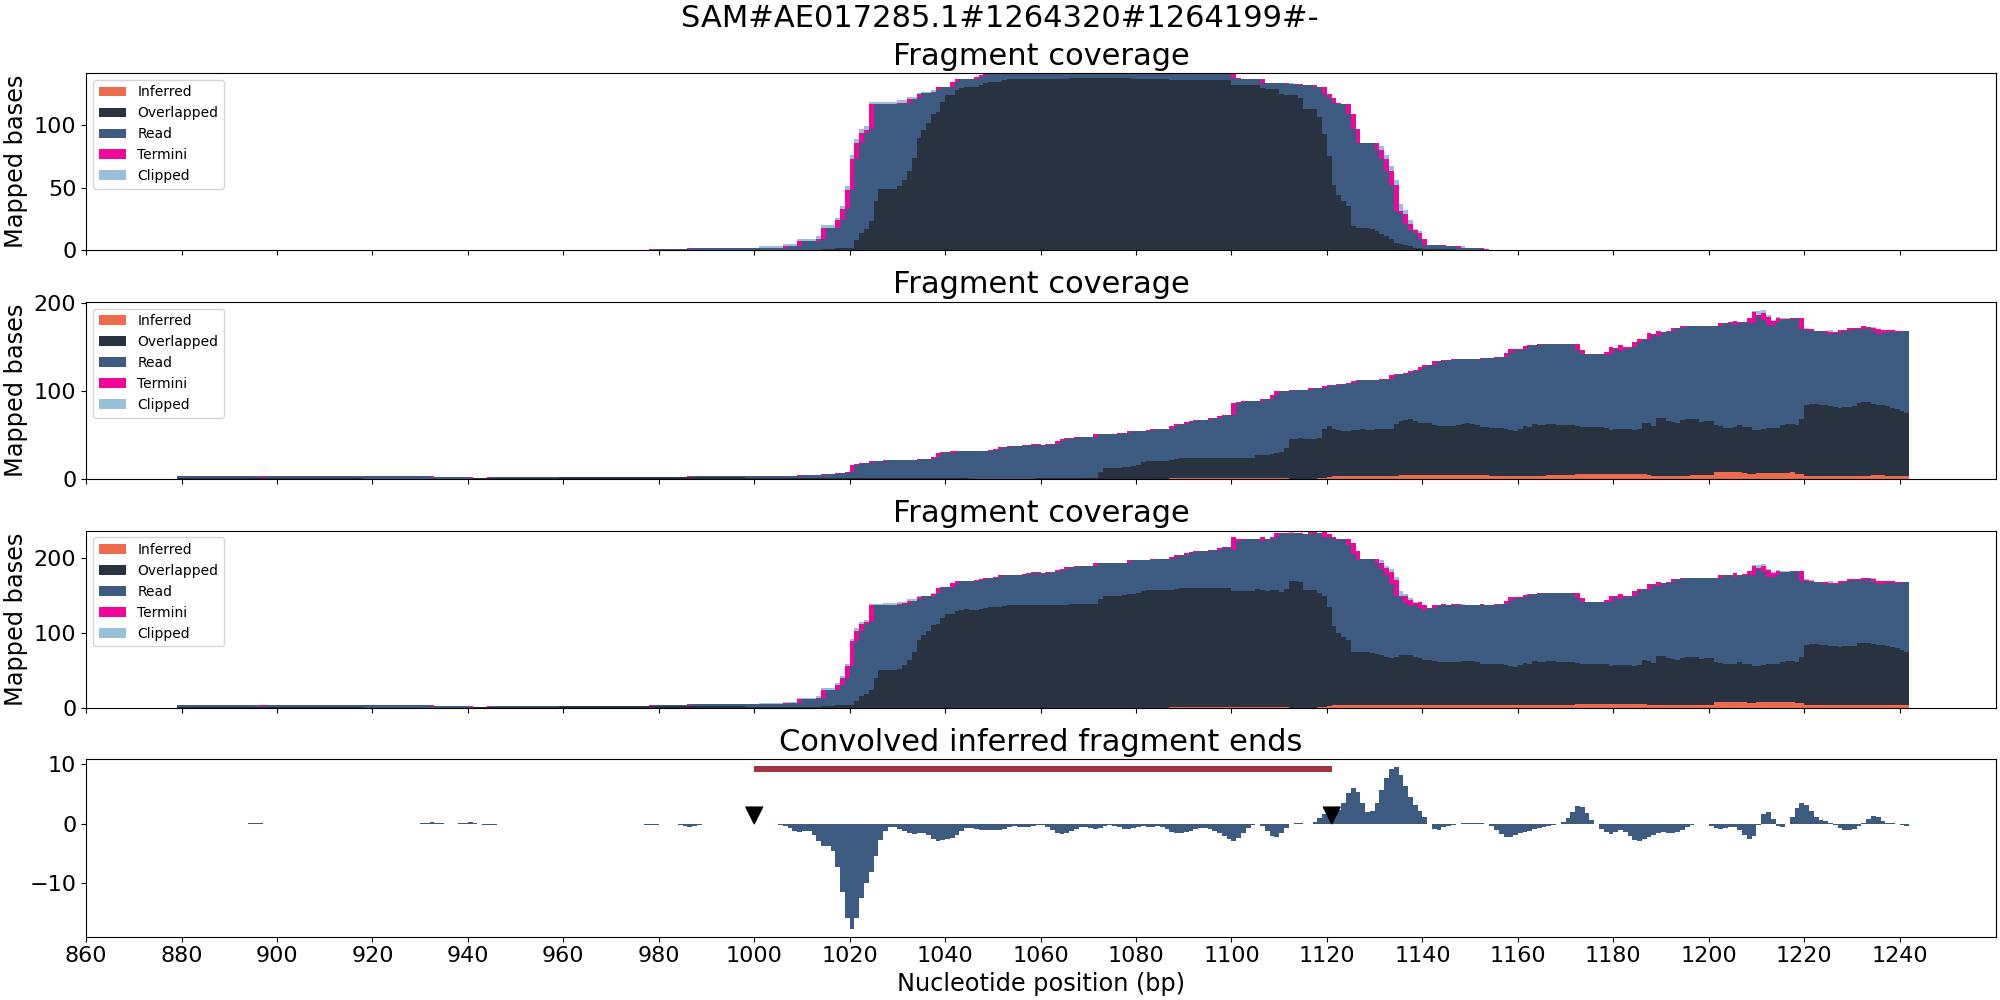 SAM#AE017285.1#1264320#1264199#-
Fragment coverage
Mapped bases
100
50
0
Inferred
Overlapped
Read
Termini
Clipped
Fragment coverage
Mapped bases
200
100
0
Inferred
Overlapped
Read
Termini
Clipped
Fragment coverage
Mapped bases
200
100
0
Inferred
Overlapped
Read
Termini
Clipped
Convolved inferred fragment ends
10
0
−10
860 880 900 920 940 960 980 1000 1020 1040 1060 1080 1100 1120 1140 1160 1180 1200 1220 1240
Nucleotide position (bp)